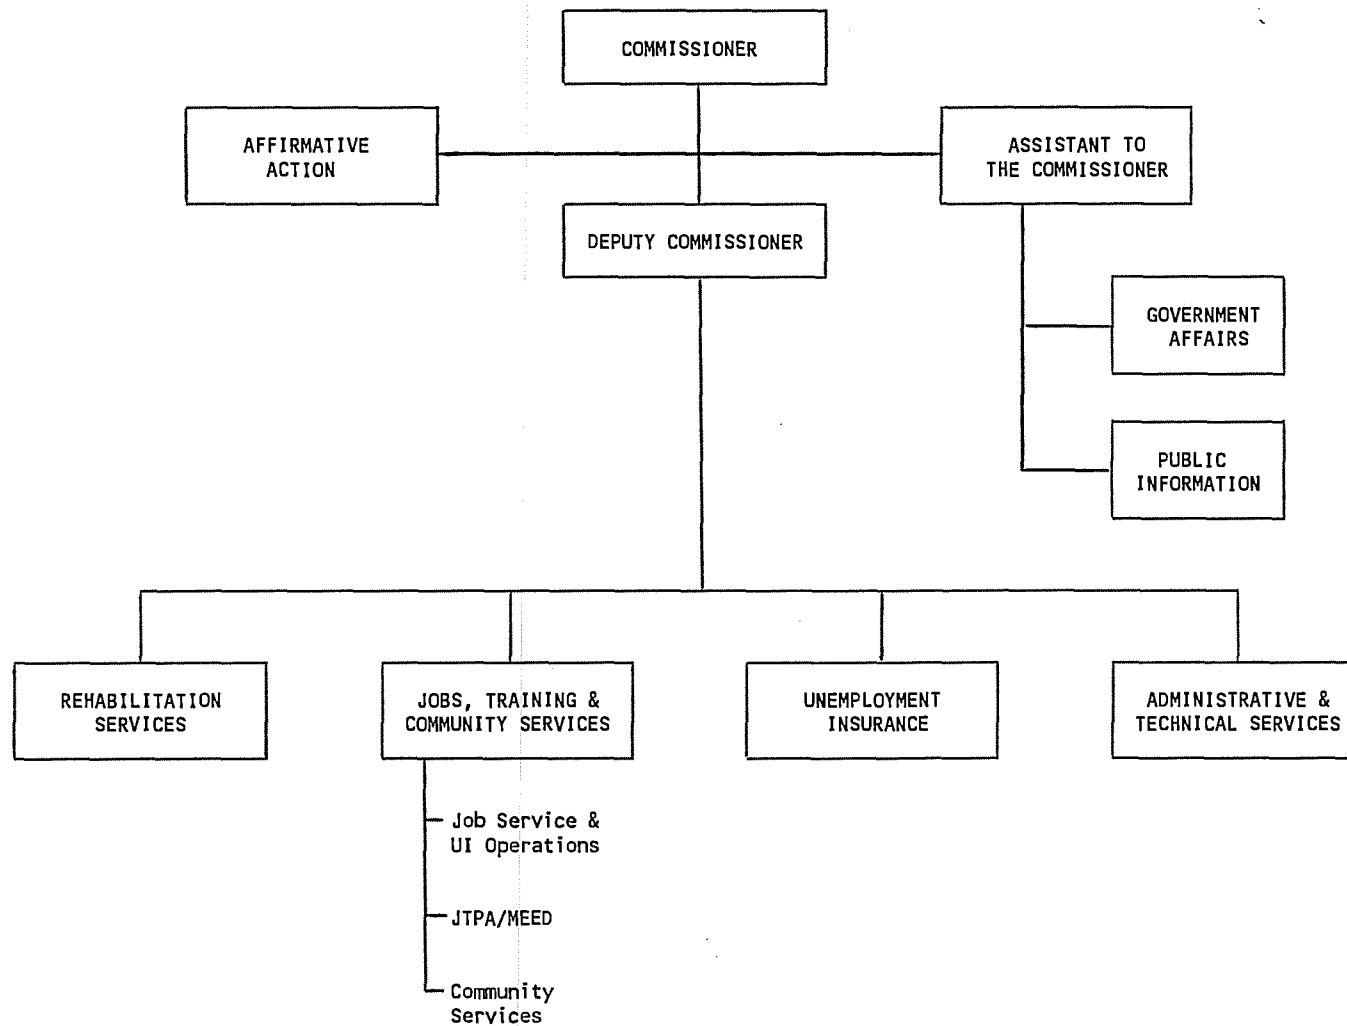 COMMISSIONER
AFFIRMATIVE
ACTION
ASSISTANT TO
THE COMMISSIONER
DEPUTY COMMISSIONER
GOVERNMENT
AFFAIRS
PUBLIC
INFORMATION
REHABILITATION
SERVICES
JOBS, TRAINING &
COMMUNITY SERVICES
UNEMPLOYMENT
INSURANCE
ADMINISTRATIVE &
TECHNICAL SERVICES
Job Service &
UI Operations
JTPA/MEED
Community
Services